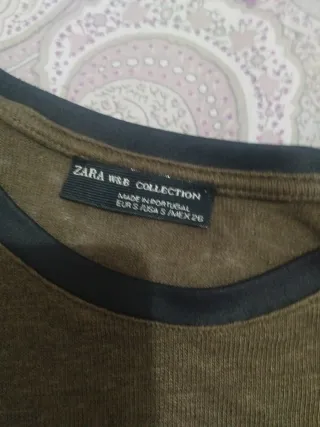 ZARA W&B COLLECTION
MADE IN PORTUGAL
EUR S /USA S /MEX 26